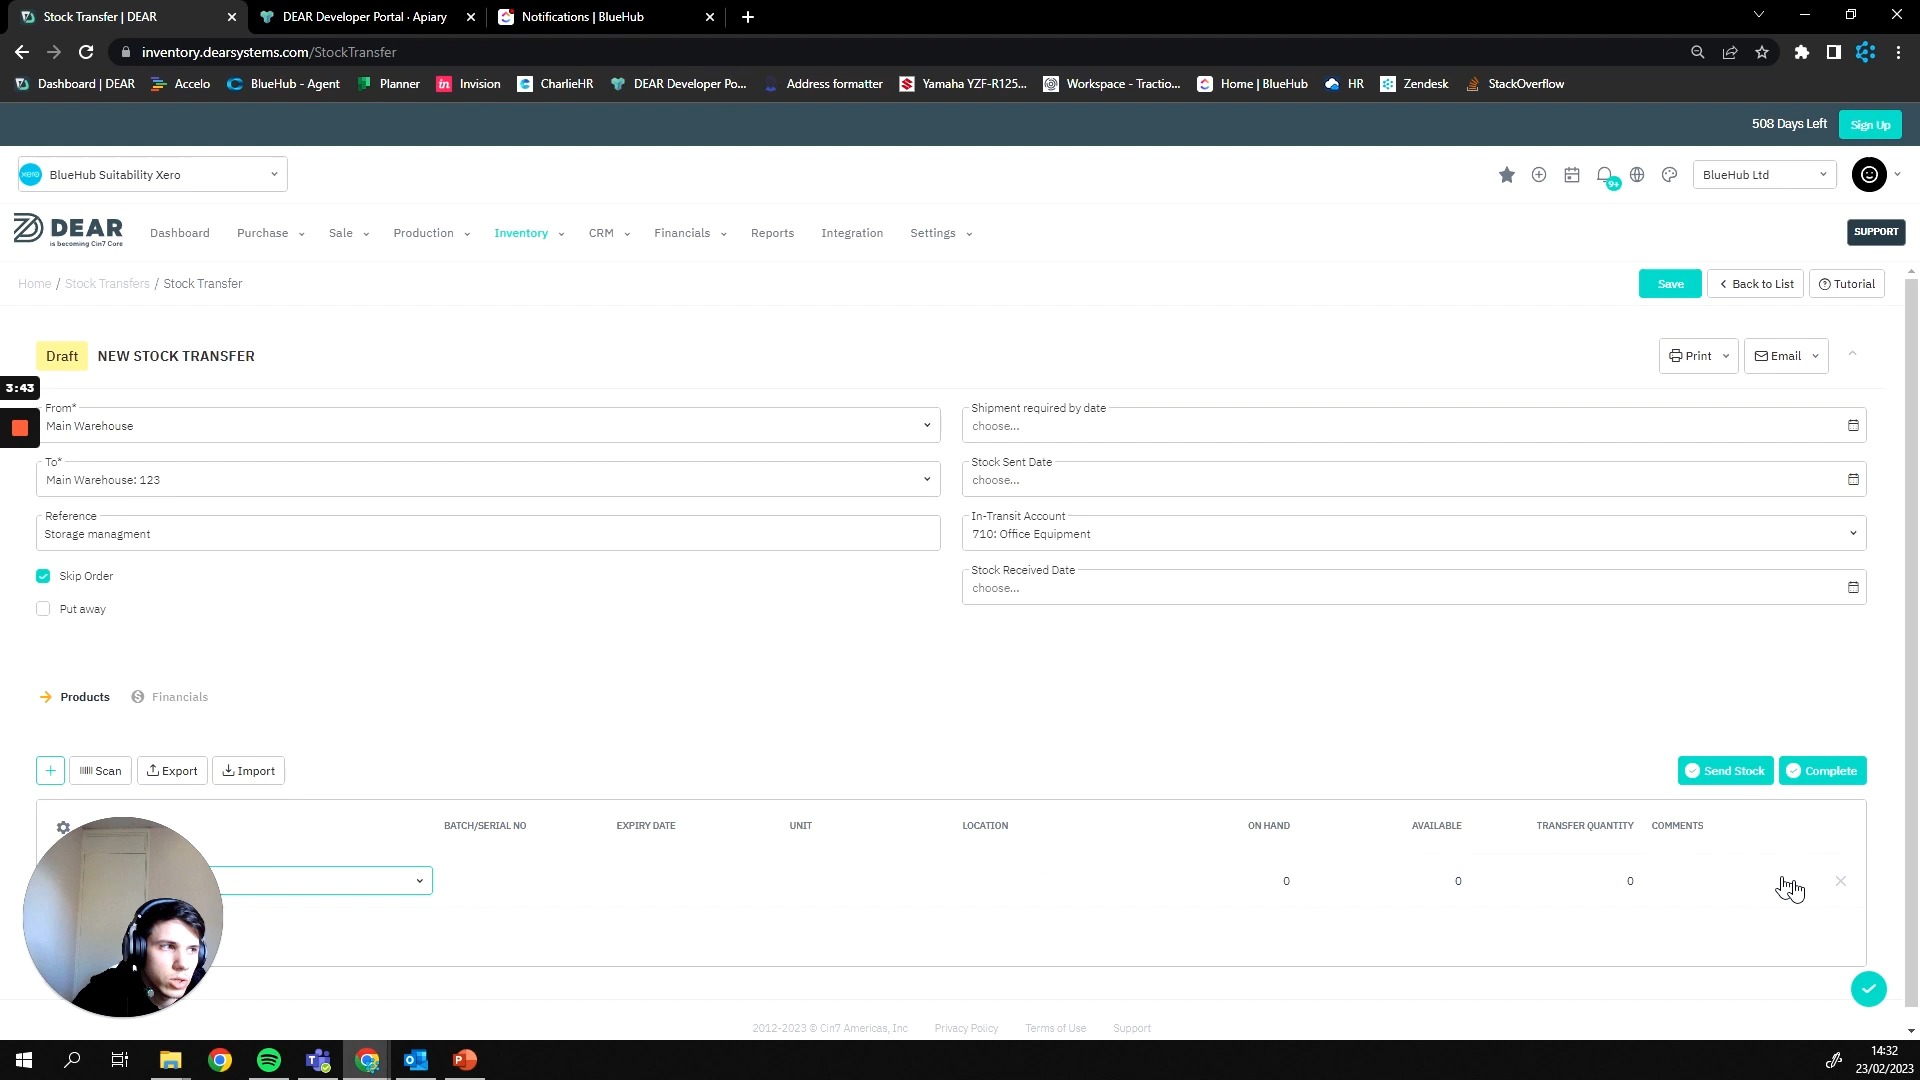 Stock Transfer | DEAR
DEAR Developer Portal · Apiary
Notifications | BlueHub
inventory.dearsystems.com/StockTransfer
Dashboard | DEAR
Accelo
BlueHub - Agent
Planner
in Invision
CharlieHR
DEAR Developer Po...
Address formatter
Yamaha YZF-R125...
Workspace - Tractio...
Home | BlueHub
HR
Zendesk
StackOverflow
508 Days Left
Sign Up
xero BlueHub Suitability Xero
9+
BlueHub Ltd
DEAR
is becoming Cin7 Core
Dashboard
Purchase
Sale
Production
Inventory
CRM
Financials
Reports
Integration
Settings
SUPPORT
Home / Stock Transfers / Stock Transfer
Save
Back to List
Tutorial
Draft NEW STOCK TRANSFER
Print
Email
3:43
From*
Main Warehouse
Shipment required by date
choose...
To*
Main Warehouse: 123
Stock Sent Date
choose...
Reference
Storage managment
In-Transit Account
710: Office Equipment
Skip Order
Stock Received Date
choose...
Put away
Products
Financials
Scan
Export
Import
Send Stock
Complete
BATCH/SERIAL NO
EXPIRY DATE
UNIT
LOCATION
ON HAND
AVAILABLE
TRANSFER QUANTITY
COMMENTS
0
0
0
2012-2023 © Cin7 Americas, Inc
Privacy Policy
Terms of Use
Support
14:32
23/02/2023